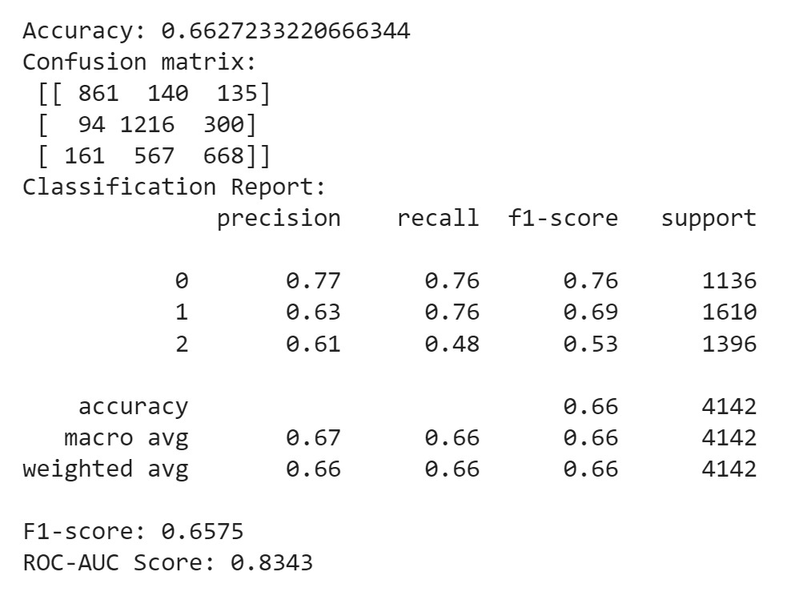 Accuracy: 0.6627233220666344
Confusion matrix:
[[ 861 140 135]
[ 94 1216 300]
[ 161 567 668]]
Classification Report:
precision recall f1-score support
0 0.77 0.76 0.76 1136
1 0.63 0.76 0.69 1610
2 0.61 0.48 0.53 1396
accuracy 0.66 4142
macro avg 0.67 0.66 0.66 4142
weighted avg 0.66 0.66 0.66 4142
F1-score: 0.6575
ROC-AUC Score: 0.8343